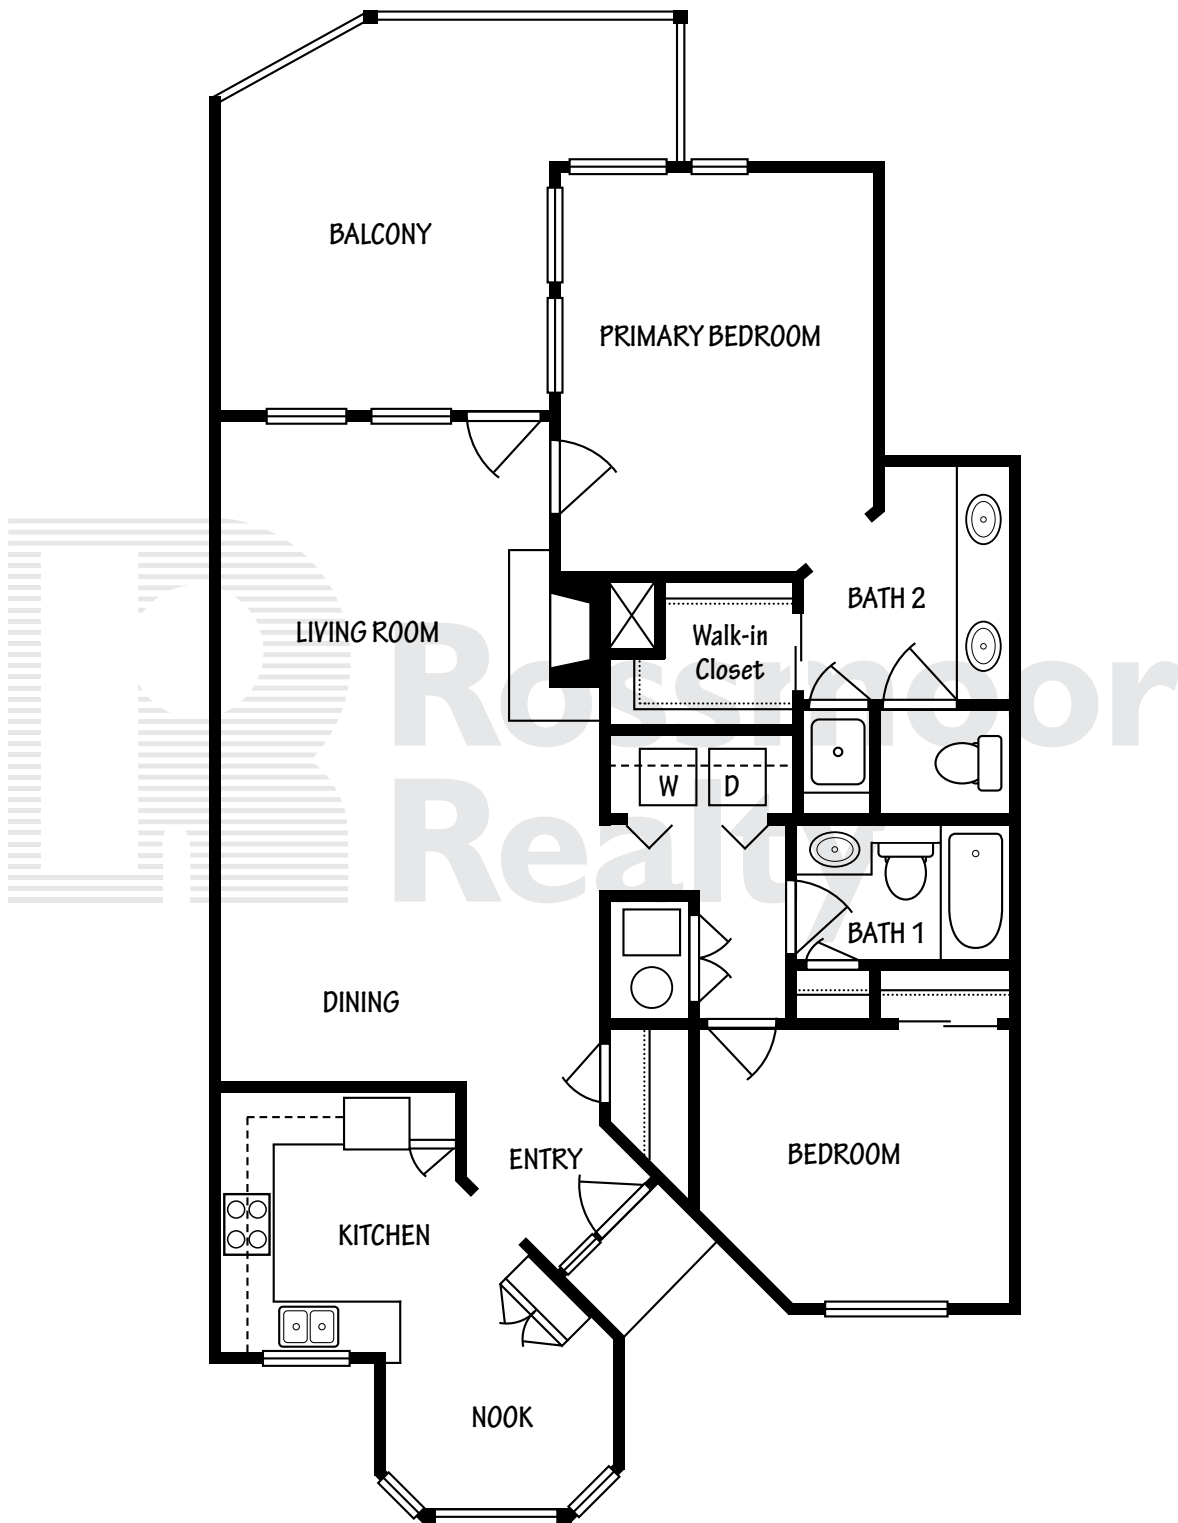 BALCONY
PRIMARY BEDROOM
LIVING ROOM
BATH 2
Walk-in
Closet
Rossmoor
Realty
W
D
BATH 1
DINING
ENTRY
BEDROOM
KITCHEN
NOOK